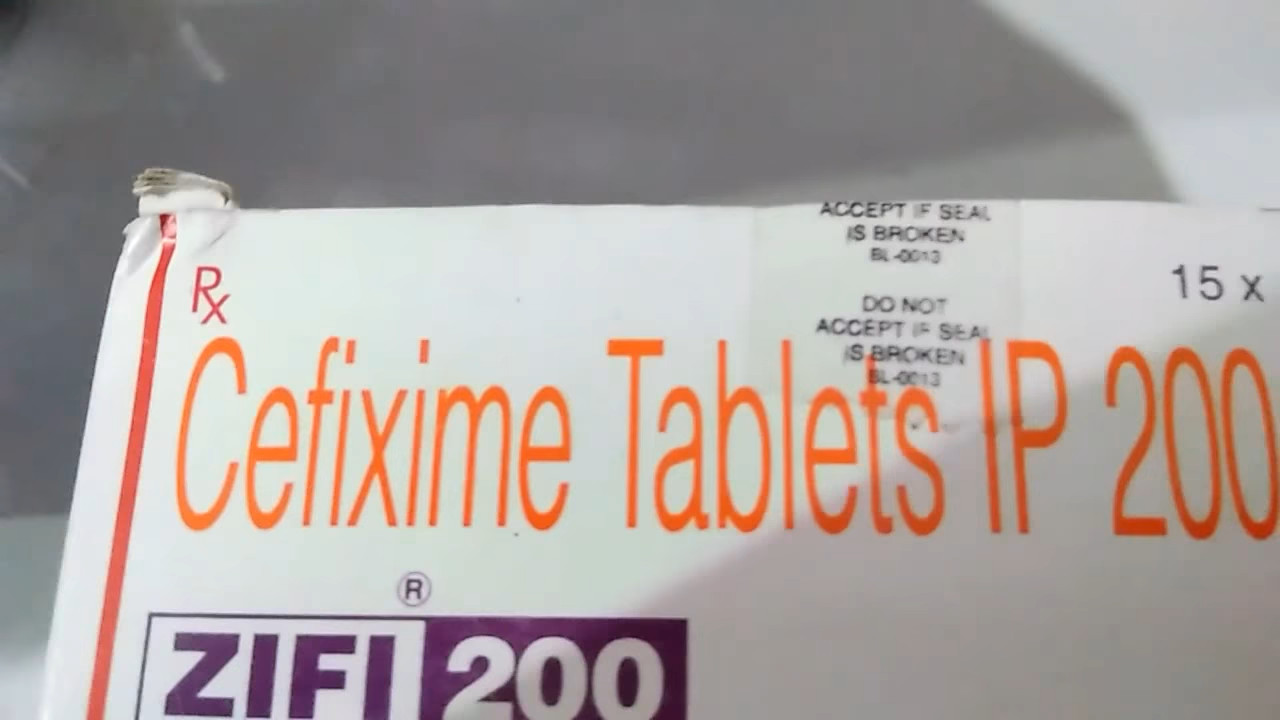 ACCEPT IF SEAL
IS BROKEN
BL-0013
DO NOT
ACCEPT IF SEAL
IS BROKEN
BL-0013
15 x
Rx
Cefixime Tablets IP 200
®
ZIFI 200